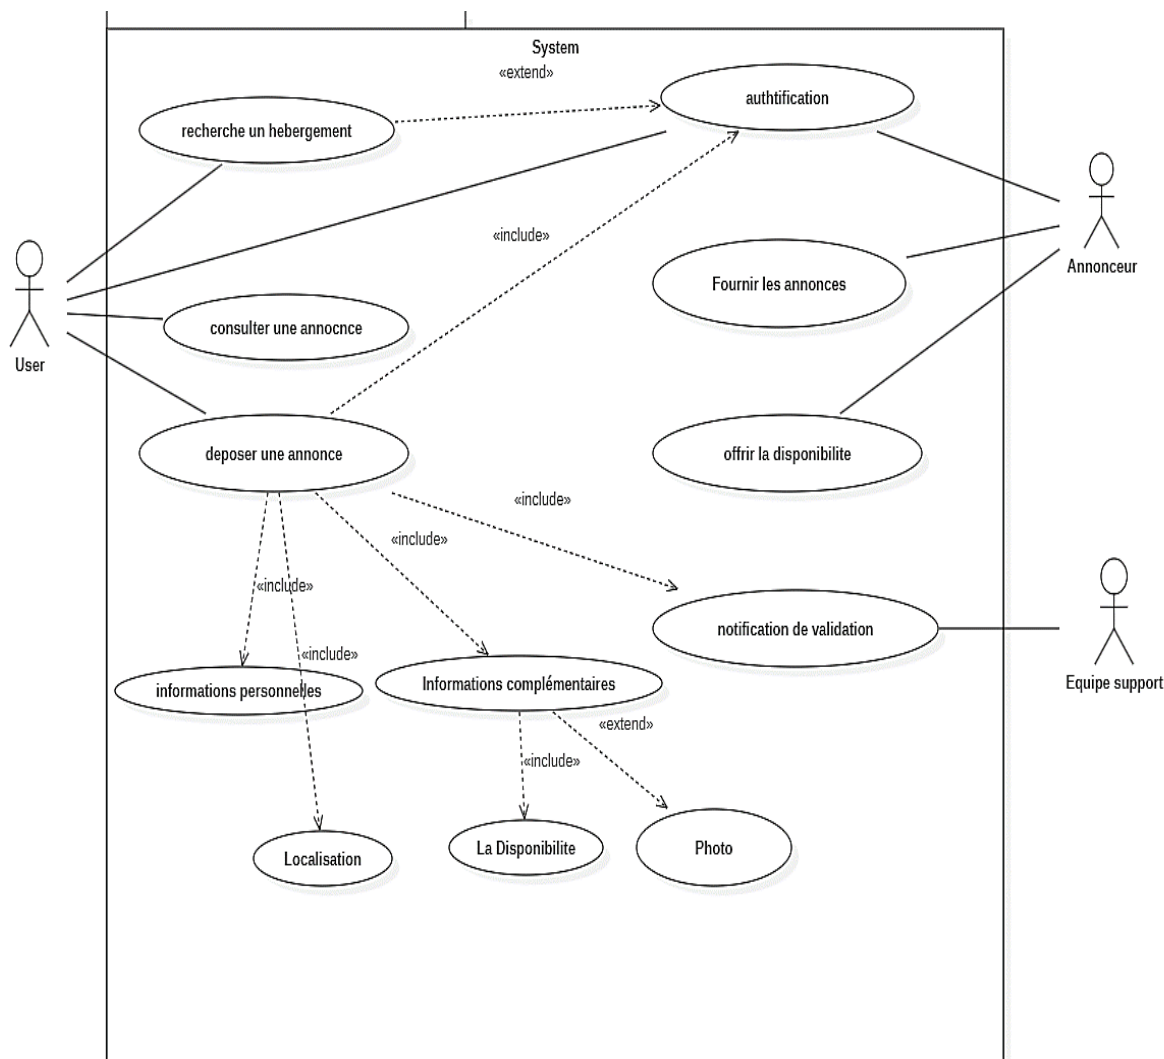 System
«extend»
authtification
recherche un hebergement
«include»
Annonceur
Fournir les annonces
consulter une annocnce
User
deposer une annonce
offrir la disponibilite
«include»
«include»
«include»
notification de validation
«include»
Equipe support
informations personnelles
Informations complémentaires
«extend»
«include»
La Disponibilite
Photo
Localisation